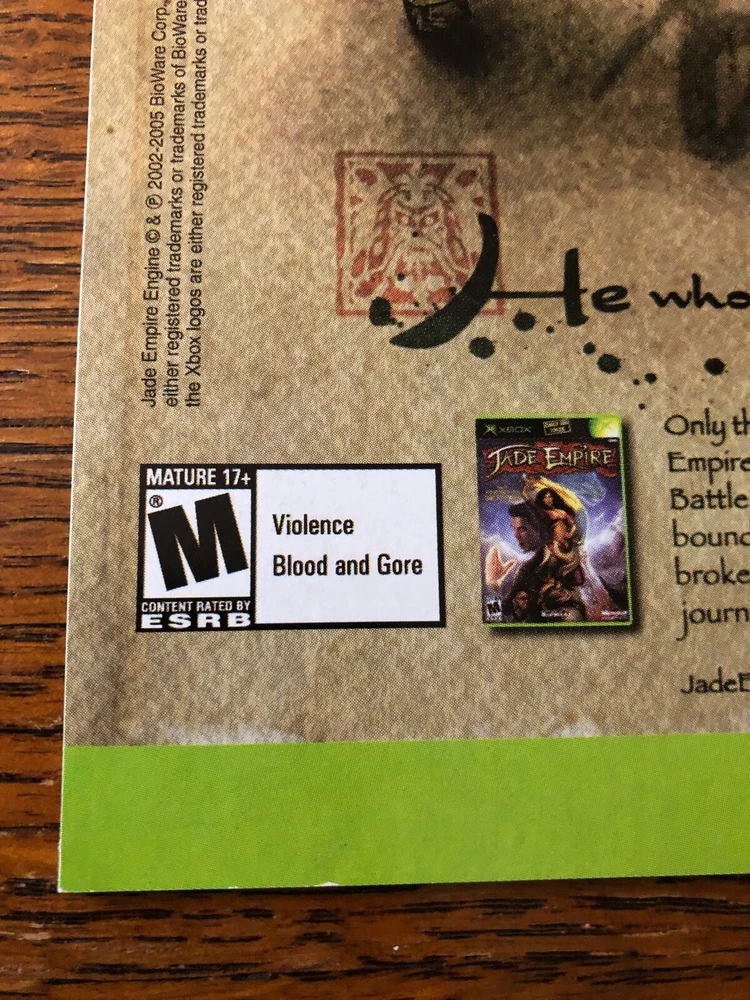 Jade Empire Engine © & ℗ 2002-2005 BioWare Corp.,
either registered trademarks or trademarks of BioWare
the Xbox logos are either registered trademarks or trad
He who
MATURE 17+
®
M
CONTENT RATED BY
ESRB
Violence
Blood and Gore
XBOX
JADE EMPIRE
M
Only th
Empire
Battle
bound
broke
journ
JadeE